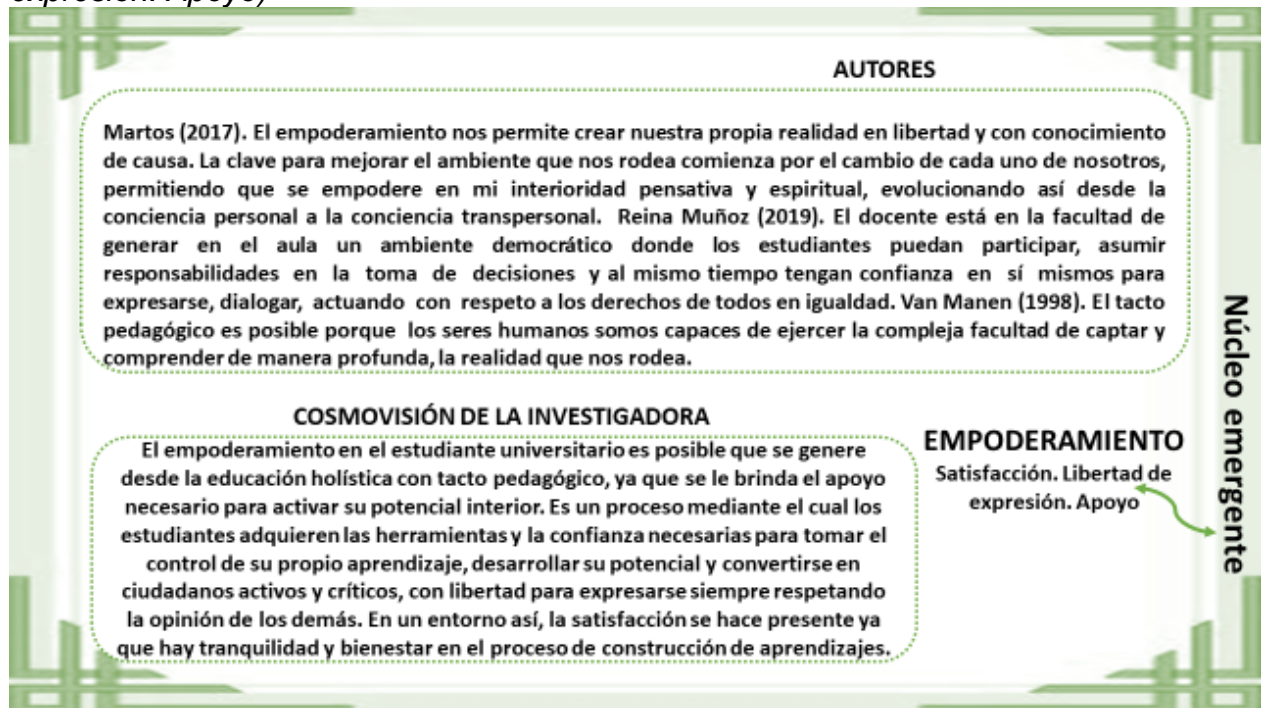 expresión. Apoyo)
AUTORES
Martos (2017). El empoderamiento nos permite crear nuestra propia realidad en libertad y con conocimiento
de causa. La clave para mejorar el ambiente que nos rodea comienza por el cambio de cada uno de nosotros,
permitiendo que se empodere en mi interioridad pensativa y espiritual, evolucionando así desde la
conciencia personal a la conciencia transpersonal. Reina Muñoz (2019). El docente está en la facultad de
generar en el aula un ambiente democrático donde los estudiantes puedan participar, asumir
responsabilidades en la toma de decisiones y al mismo tiempo tengan confianza en sí mismos para
expresarse, dialogar, actuando con respeto a los derechos de todos en igualdad. Van Manen (1998). El tacto
pedagógico es posible porque los seres humanos somos capaces de ejercer la compleja facultad de captar y
comprender de manera profunda, la realidad que nos rodea.
COSMOVISIÓN DE LA INVESTIGADORA
El empoderamiento en el estudiante universitario es posible que se genere
desde la educación holística con tacto pedagógico, ya que se le brinda el apoyo
necesario para activar su potencial interior. Es un proceso mediante el cual los
estudiantes adquieren las herramientas y la confianza necesarias para tomar el
control de su propio aprendizaje, desarrollar su potencial y convertirse en
ciudadanos activos y críticos, con libertad para expresarse siempre respetando
la opinión de los demás. En un entorno así, la satisfacción se hace presente ya
que hay tranquilidad y bienestar en el proceso de construcción de aprendizajes.
EMPODERAMIENTO
Satisfacción. Libertad de
expresión. Apoyo
Núcleo emergente